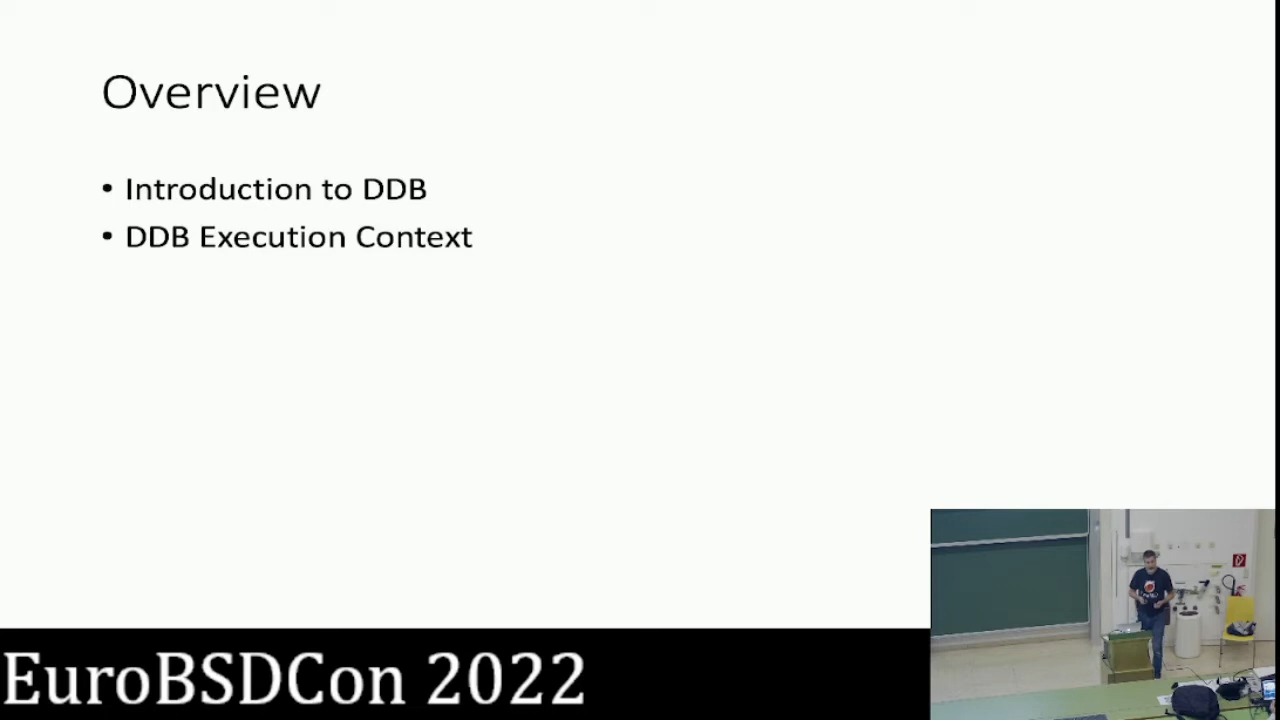 Overview
• Introduction to DDB
• DDB Execution Context
EuroBSDCon 2022